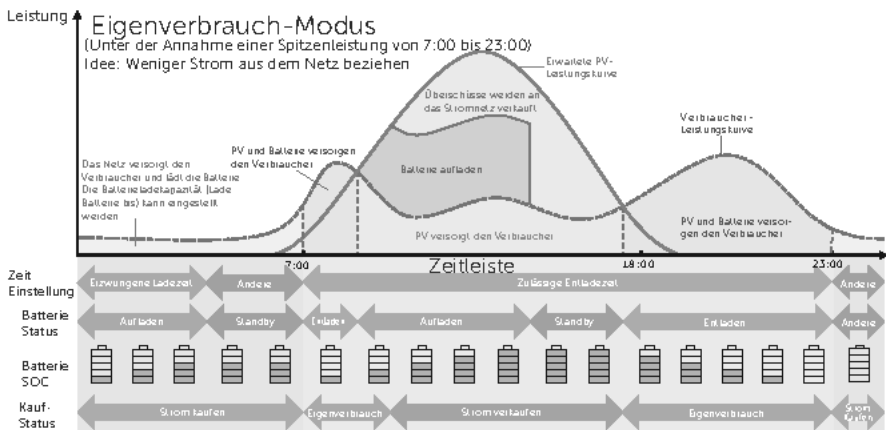 Leistung
Eigenverbrauch-Modus
(Unter der Annahme einer Spitzenleistung von 7:00 bis 23:00)
Idee: Weniger Strom aus dem Netz beziehen
Erwartete PV-
Leistungskurve
Überschüsse werden an
das Stromnetz verkauft
Verbraucher-
Leistungskurve
PV und Batterie versorgen
den Verbraucher
Das Netz versorgt den
Verbraucher und lädt die Batterie
Die Batterieladekapazität (Lade
Batterie bis) kann eingestellt
werden
Batterie aufladen
PV versorgt den Verbraucher
PV und Batterie versor-
gen den Verbraucher
7:00
Zeitleiste
18:00
23:00
Zeit
Einstellung
Erzwungene Ladezeit
Andere
Zulässige Entladezeit
Andere
Batterie
Status
Aufladen
Standby
Entladen
Aufladen
Standby
Entladen
Andere
Batterie
SOC
Kauf-
Status
Strom kaufen
Eigenverbrauch
Strom verkaufen
Eigenverbrauch
Strom
kaufen